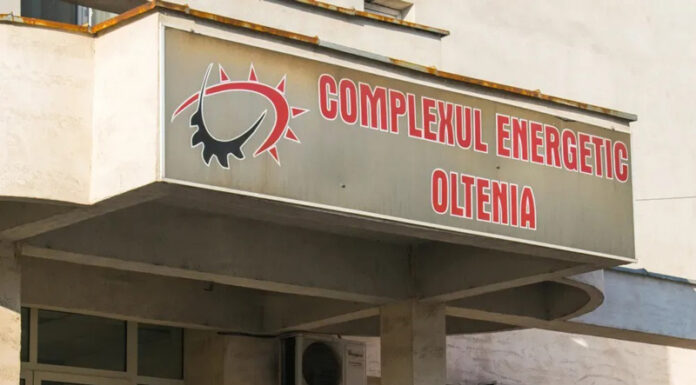 COMPLEXUL ENERGETIC
OLTENIA